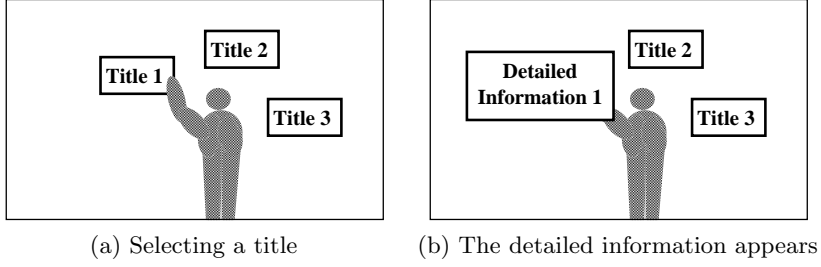 Title 1
Title 2
Title 3
(a) Selecting a title
Detailed
Information 1
Title 2
Title 3
(b) The detailed information appears